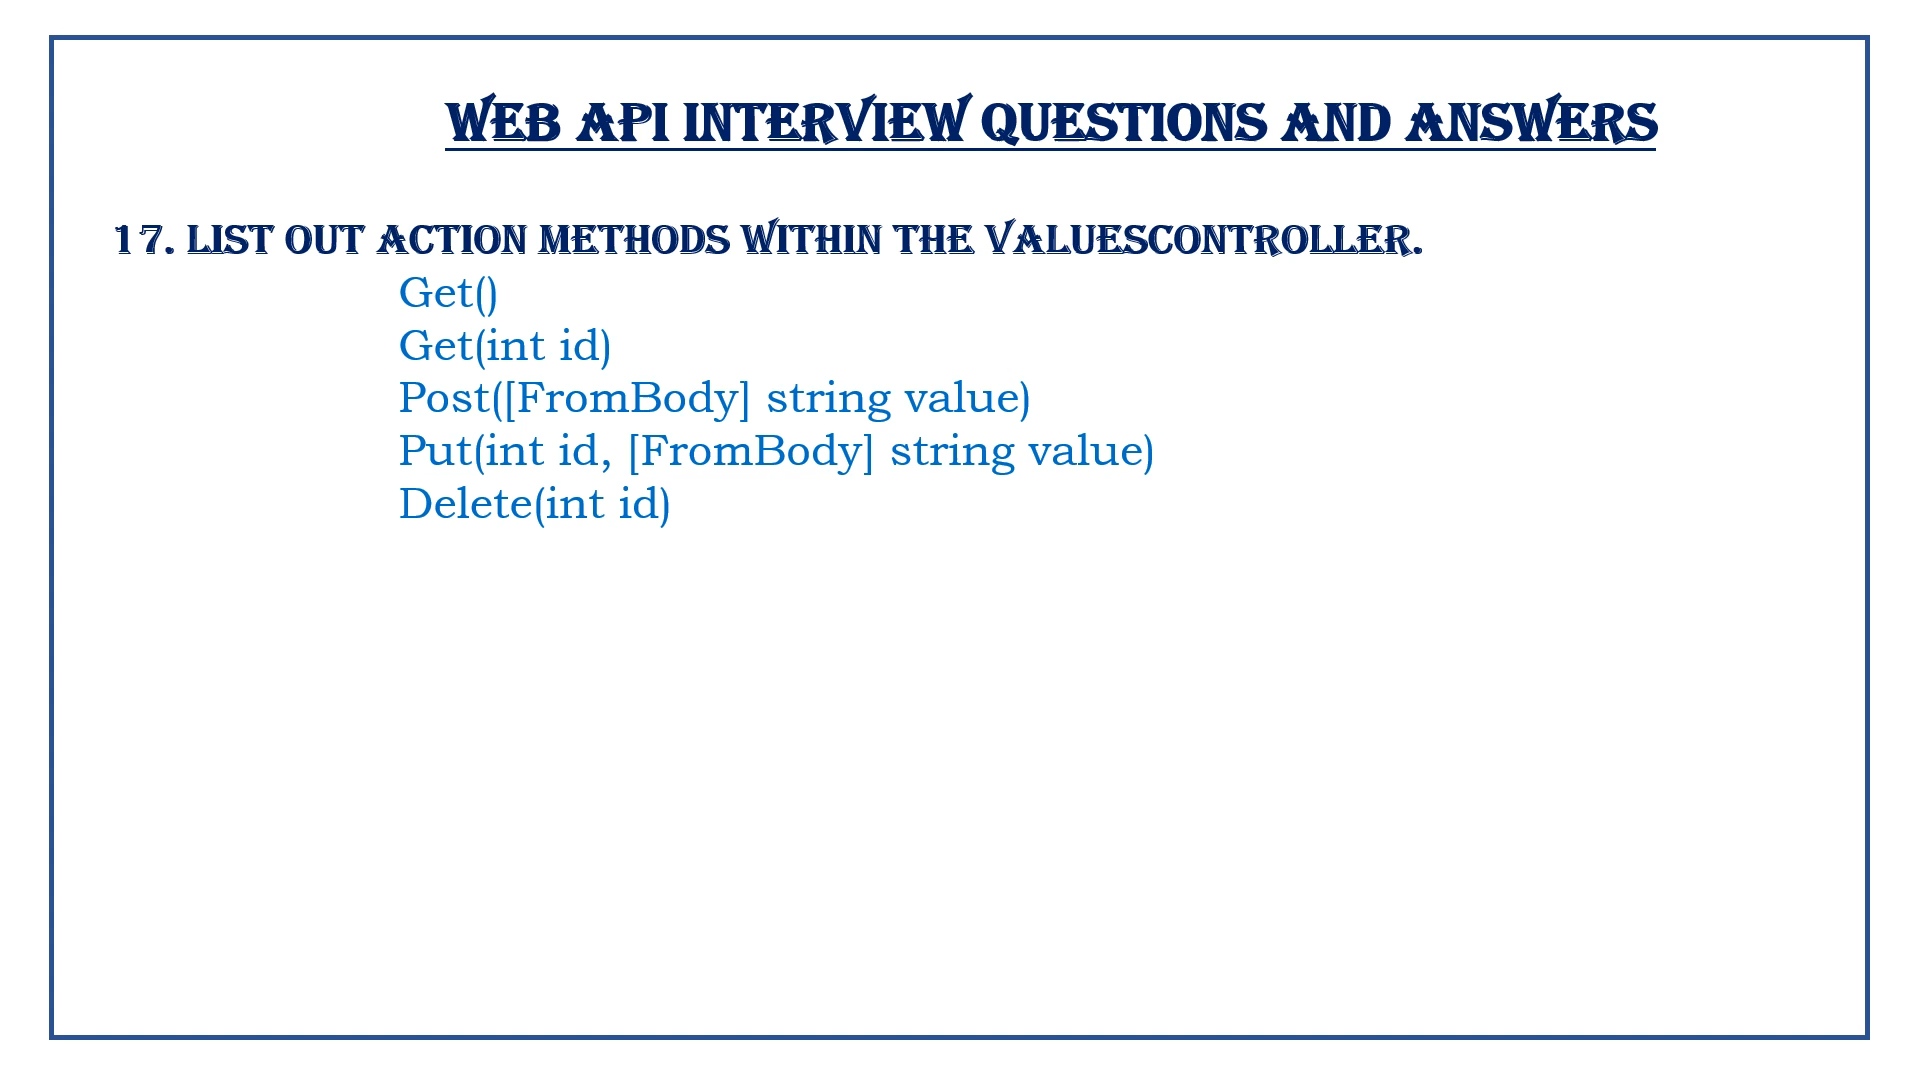 WEB API INTERVIEW QUESTIONS AND ANSWERS
17. LIST OUT ACTION METHODS WITHIN THE VALUESCONTROLLER.
Get()
Get(int id)
Post([FromBody] string value)
Put(int id, [FromBody] string value)
Delete(int id)